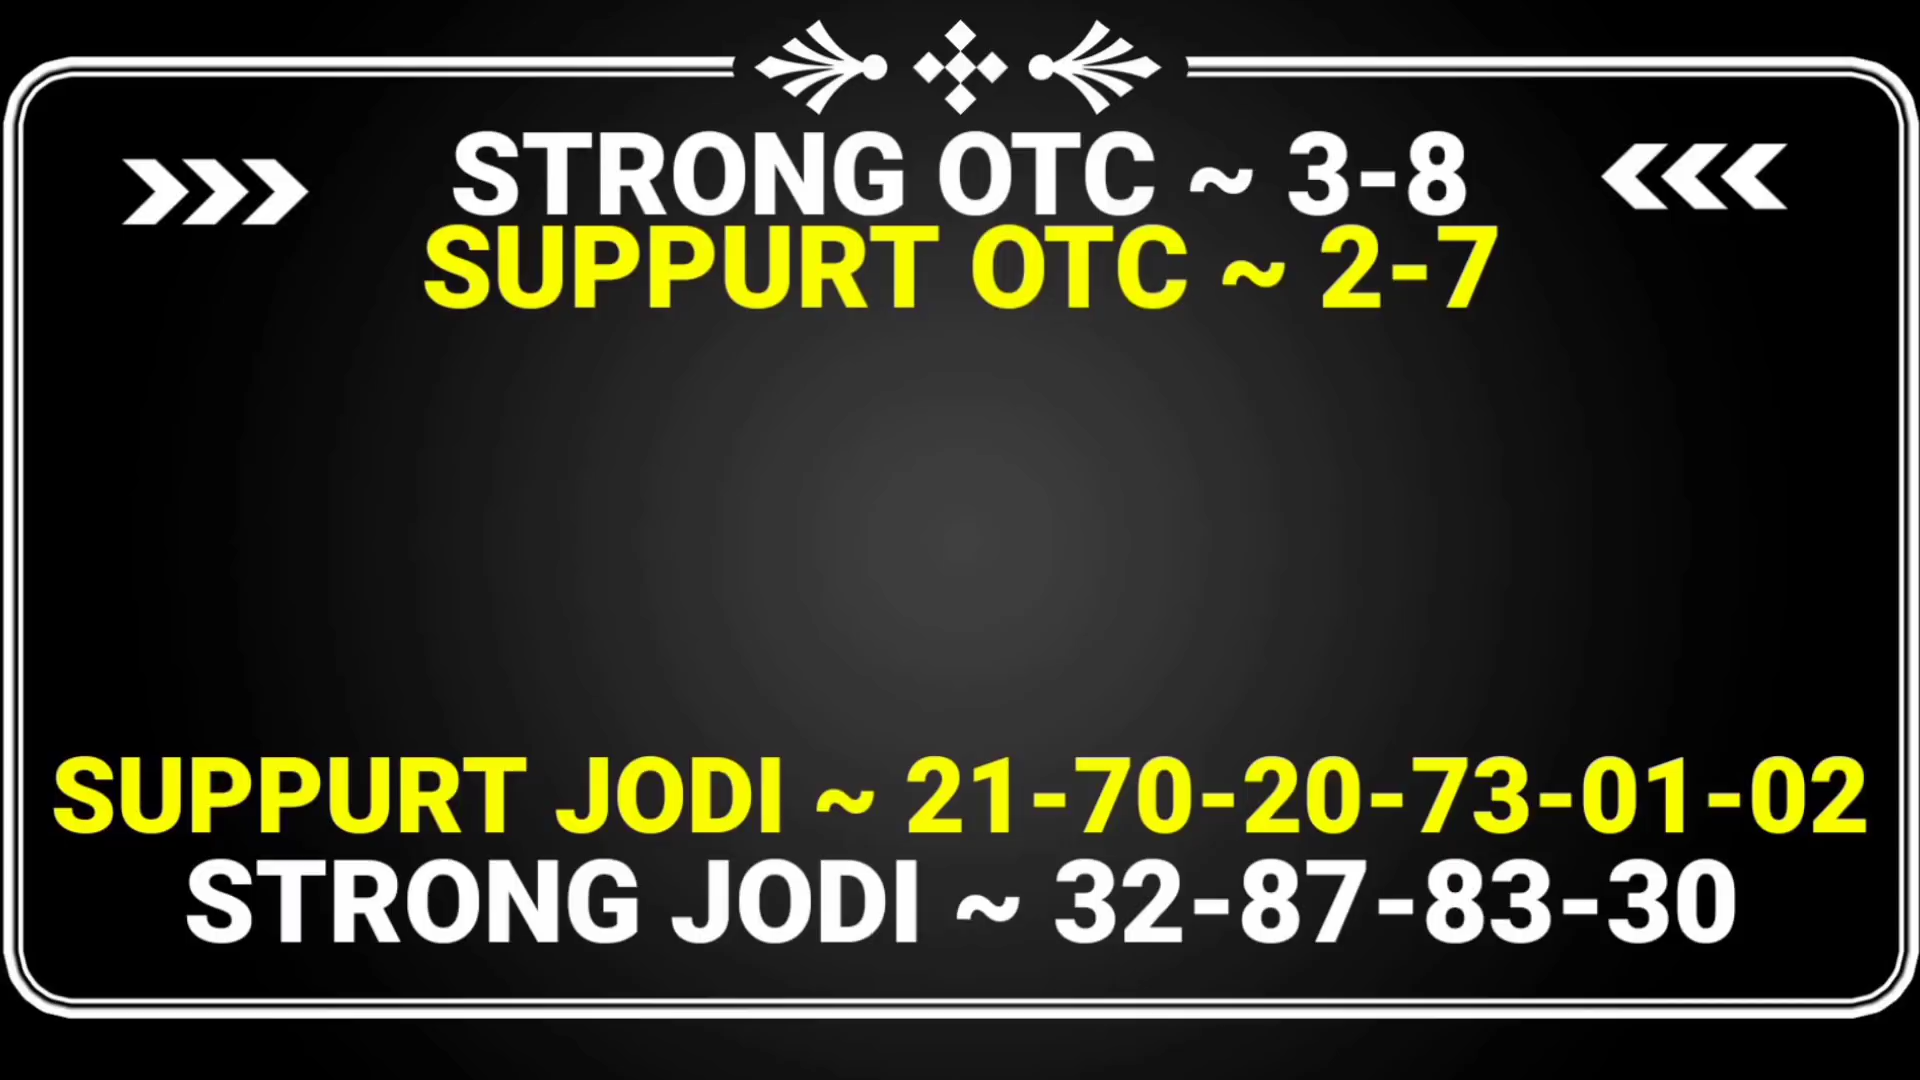 STRONG OTC ~ 3-8
SUPPURT OTC ~ 2-7
SUPPURT JODI ~ 21-70-20-73-01-02
STRONG JODI ~ 32-87-83-30